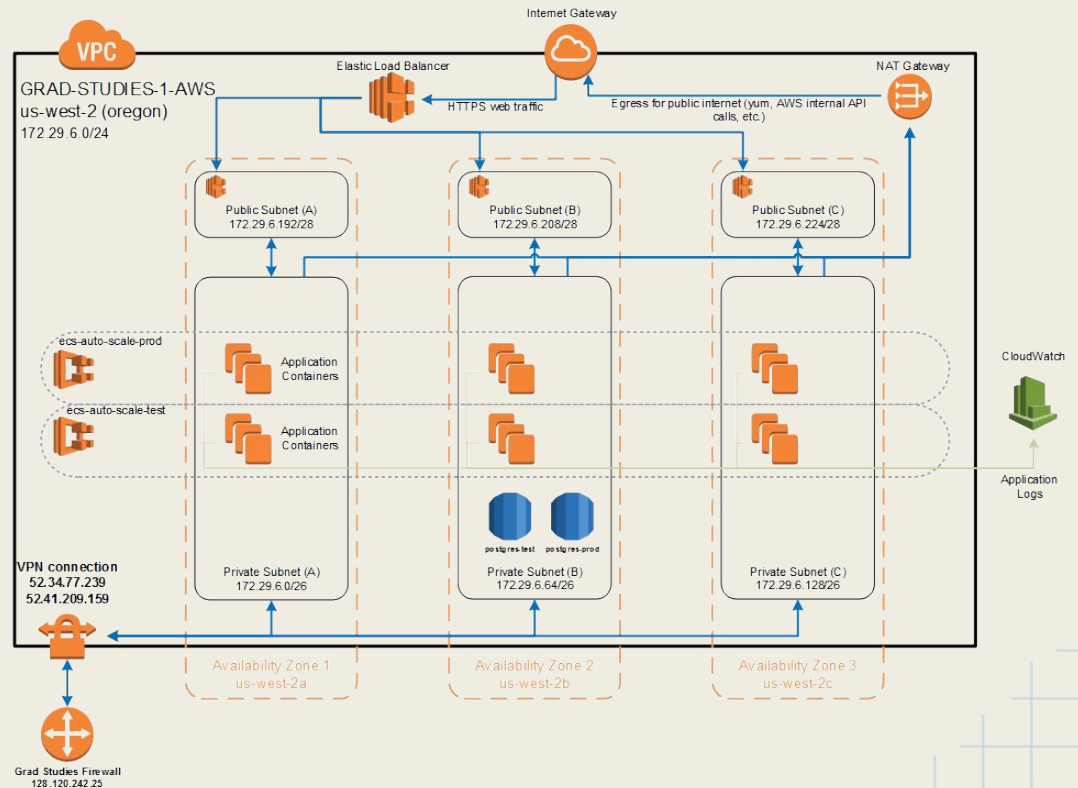 Internet Gateway
VPC
Elastic Load Balancer
NAT Gateway
GRAD-STUDIES-1-AWS
us-west-2 (oregon)
172.29.6.0/24
HTTPS web traffic
Egress for public internet (yum, AWS internal API
calls, etc.)
Public Subnet (A)
172.29.6.192/28
Public Subnet (B)
172.29.6.208/28
Public Subnet (C)
172.29.6.224/28
ecs-auto-scale-prod
Application
Containers
CloudWatch
ecs-auto-scale-test
Application
Containers
Application
Logs
postgres-test
postgres-prod
VPN connection
52.34.77.239
52.41.209.159
Private Subnet (A)
172.29.6.0/26
Private Subnet (B)
172.29.6.64/26
Private Subnet (C)
172.29.6.128/26
Availability Zone 1
us-west-2a
Availability Zone 2
us-west-2b
Availability Zone 3
us-west-2c
Grad Studies Firewall
128.120.242.25